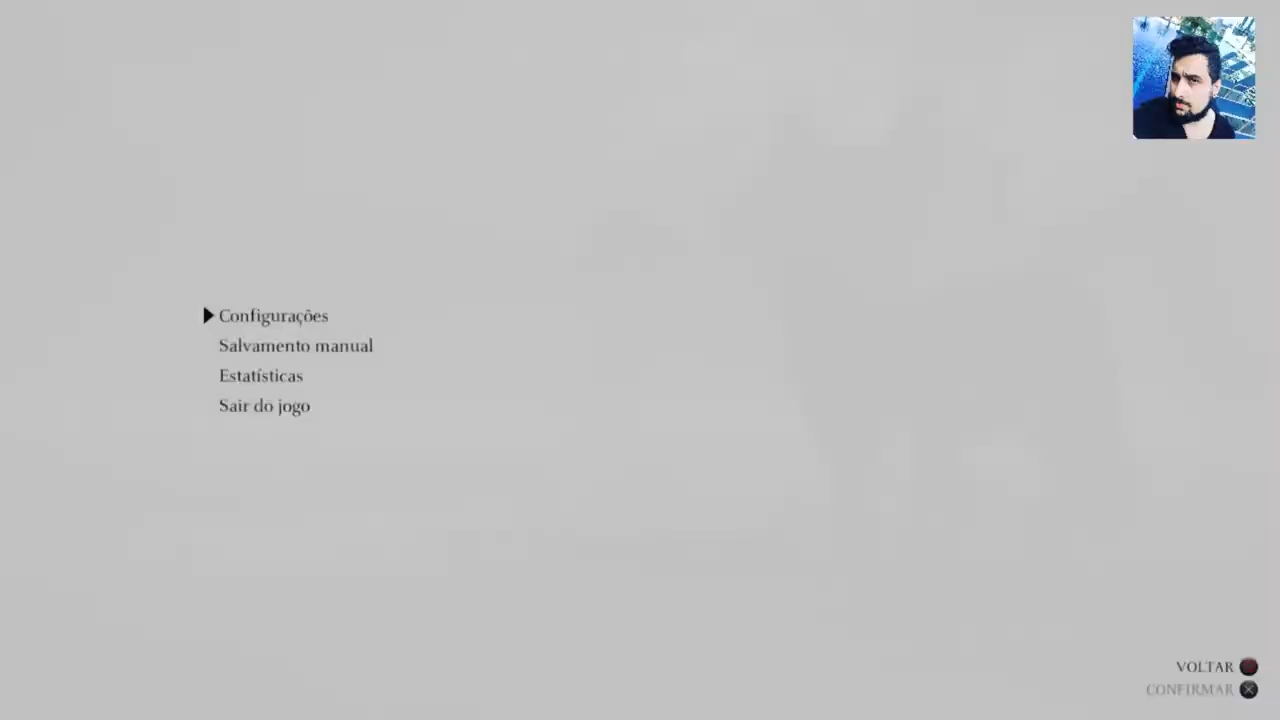 Configurações
Salvamento manual
Estatísticas
Sair do jogo
VOLTAR
CONFIRMAR